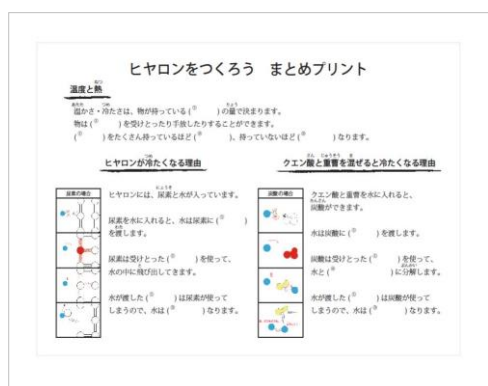 ヒヤロンをつくろう　まとめプリント
温度と熱
温かさ・冷たさは、物が持っている（①　　）の量で決まります。
物は（①　　）を受けとったり手放したりすることができます。
（①　　）をたくさん持っているほど（②　　）、持っていないほど（③　　）なります。
ヒヤロンが冷たくなる理由
尿素の場合
ヒヤロンには、尿素と水が入っています。
尿素を水に入れると、水は尿素に（①　　）
を渡します。
尿素は受けとった（①　　）を使って、
水の中に飛び出してきます。
水が渡した（①　　）は尿素が使って
しまうので、水は（③　　）なります。
クエン酸と重曹を混ぜると冷たくなる理由
炭酸の場合
クエン酸と重曹を水に入れると、
炭酸ができます。
水は炭酸に（①　　）を渡します。
炭酸は受けとった（①　　）を使って、
水と（　　）に分解します。
水が渡した（①　　）は炭酸が使って
しまうので、水は（③　　）なります。